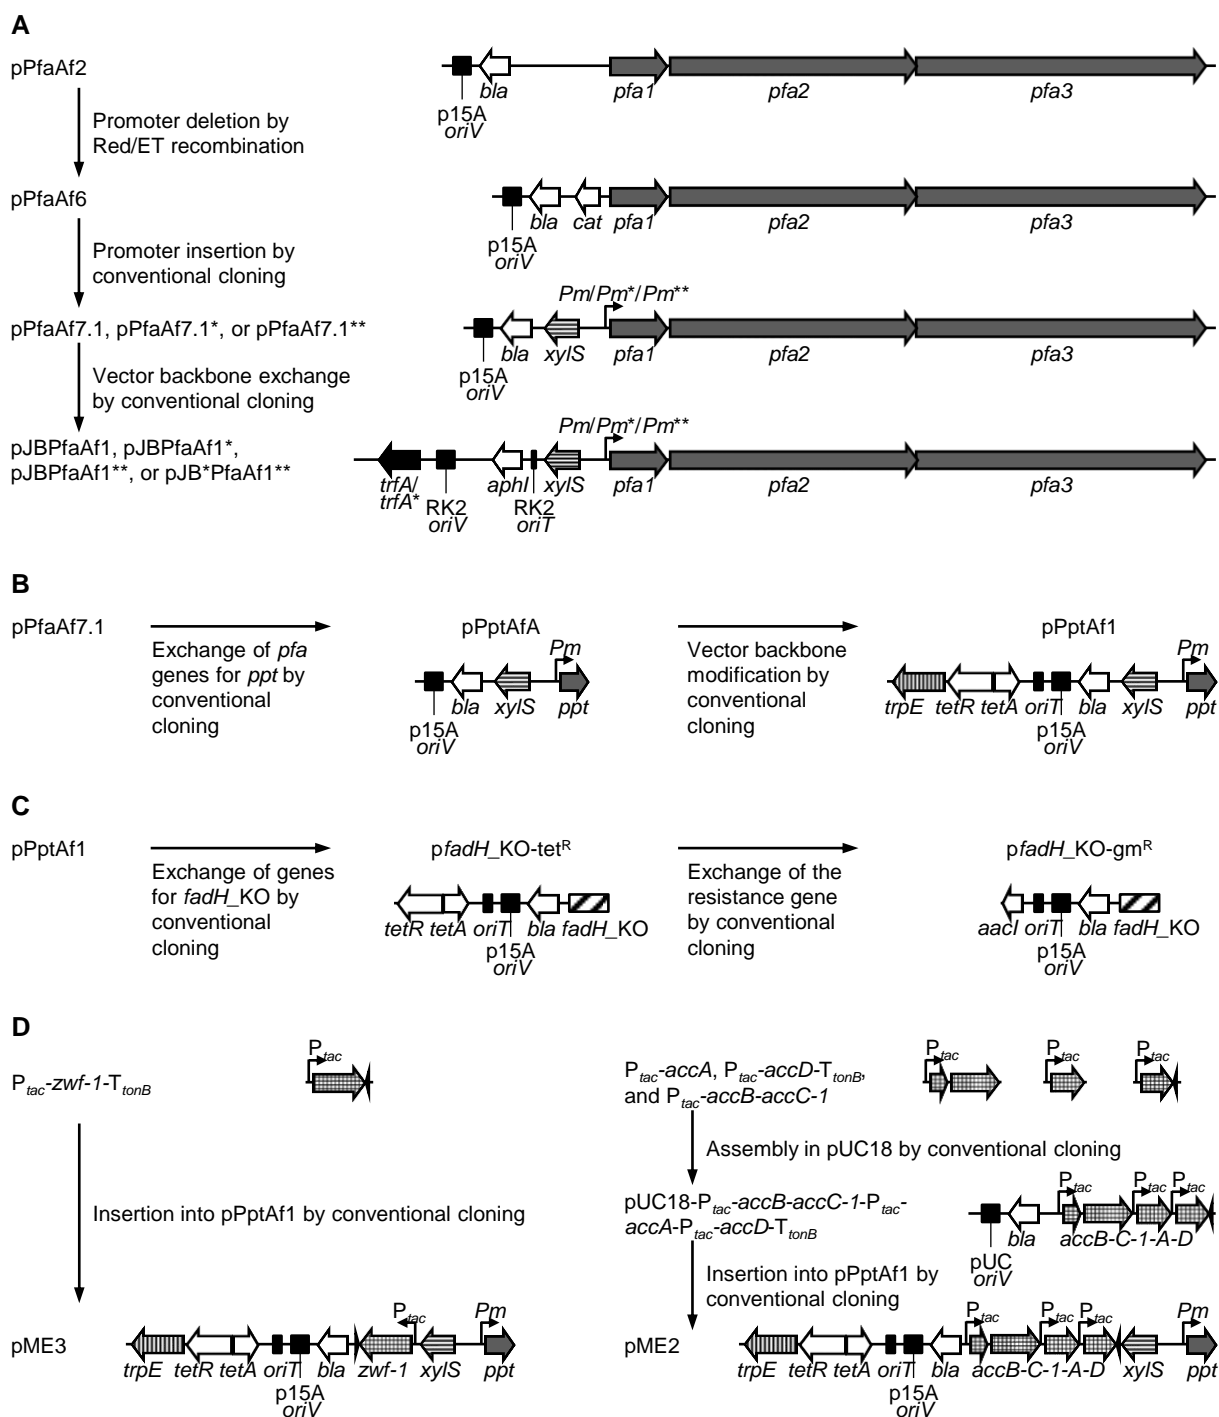 A
pPfaAf2
bla
pfa1
pfa2
pfa3
p15A
oriV
Promoter deletion by
Red/ET recombination
pPfaAf6
bla
cat
pfa1
pfa2
pfa3
p15A
oriV
Promoter insertion by
conventional cloning
Pm/Pm*/Pm**
pPfaAf7.1, pPfaAf7.1*, or pPfaAf7.1**
bla
xylS
pfa1
pfa2
pfa3
p15A
oriV
Vector backbone exchange
by conventional cloning
Pm/Pm*/Pm**
pJBPfaAf1, pJBPfaAf1*,
pJBPfaAf1**, or pJB*PfaAf1**
trfA/
trfA*
RK2
oriV
aphI
RK2
oriT
xylS
pfa1
pfa2
pfa3
B
pPfaAf7.1
Exchange of pfa
genes for ppt by
conventional
cloning
pPptAfA
Pm
bla
xylS
ppt
p15A
oriV
Vector backbone
modification by
conventional
cloning
pPptAf1
Pm
trpE
tetR
tetA
oriT
bla
xylS
ppt
p15A
oriV
C
pPptAf1
Exchange of genes
for fadH_KO by
conventional
cloning
pfadH_KO-tetR
tetR
tetA
oriT
bla
fadH_KO
p15A
oriV
Exchange of the
resistance gene
by conventional
cloning
pfadH_KO-gmR
aacI
oriT
bla
fadH_KO
p15A
oriV
D
Ptac-zwf-1-TtonB
Ptac
Insertion into pPptAf1 by conventional cloning
pME3
Ptac
Pm
trpE
tetR
tetA
oriT
bla
zwf-1
xylS
ppt
p15A
oriV
Ptac-accA, Ptac-accD-TtonB,
and Ptac-accB-accC-1
Ptac
Ptac
Ptac
Assembly in pUC18 by conventional cloning
pUC18-Ptac-accB-accC-1-Ptac-
accA-Ptac-accD-TtonB
Ptac
Ptac
Ptac
bla
accB-C-1-A-D
pUC
oriV
Insertion into pPptAf1 by
conventional cloning
pME2
Ptac
Ptac
Ptac
Pm
trpE
tetR
tetA
oriT
bla
accB-C-1-A-D
xylS
ppt
p15A
oriV